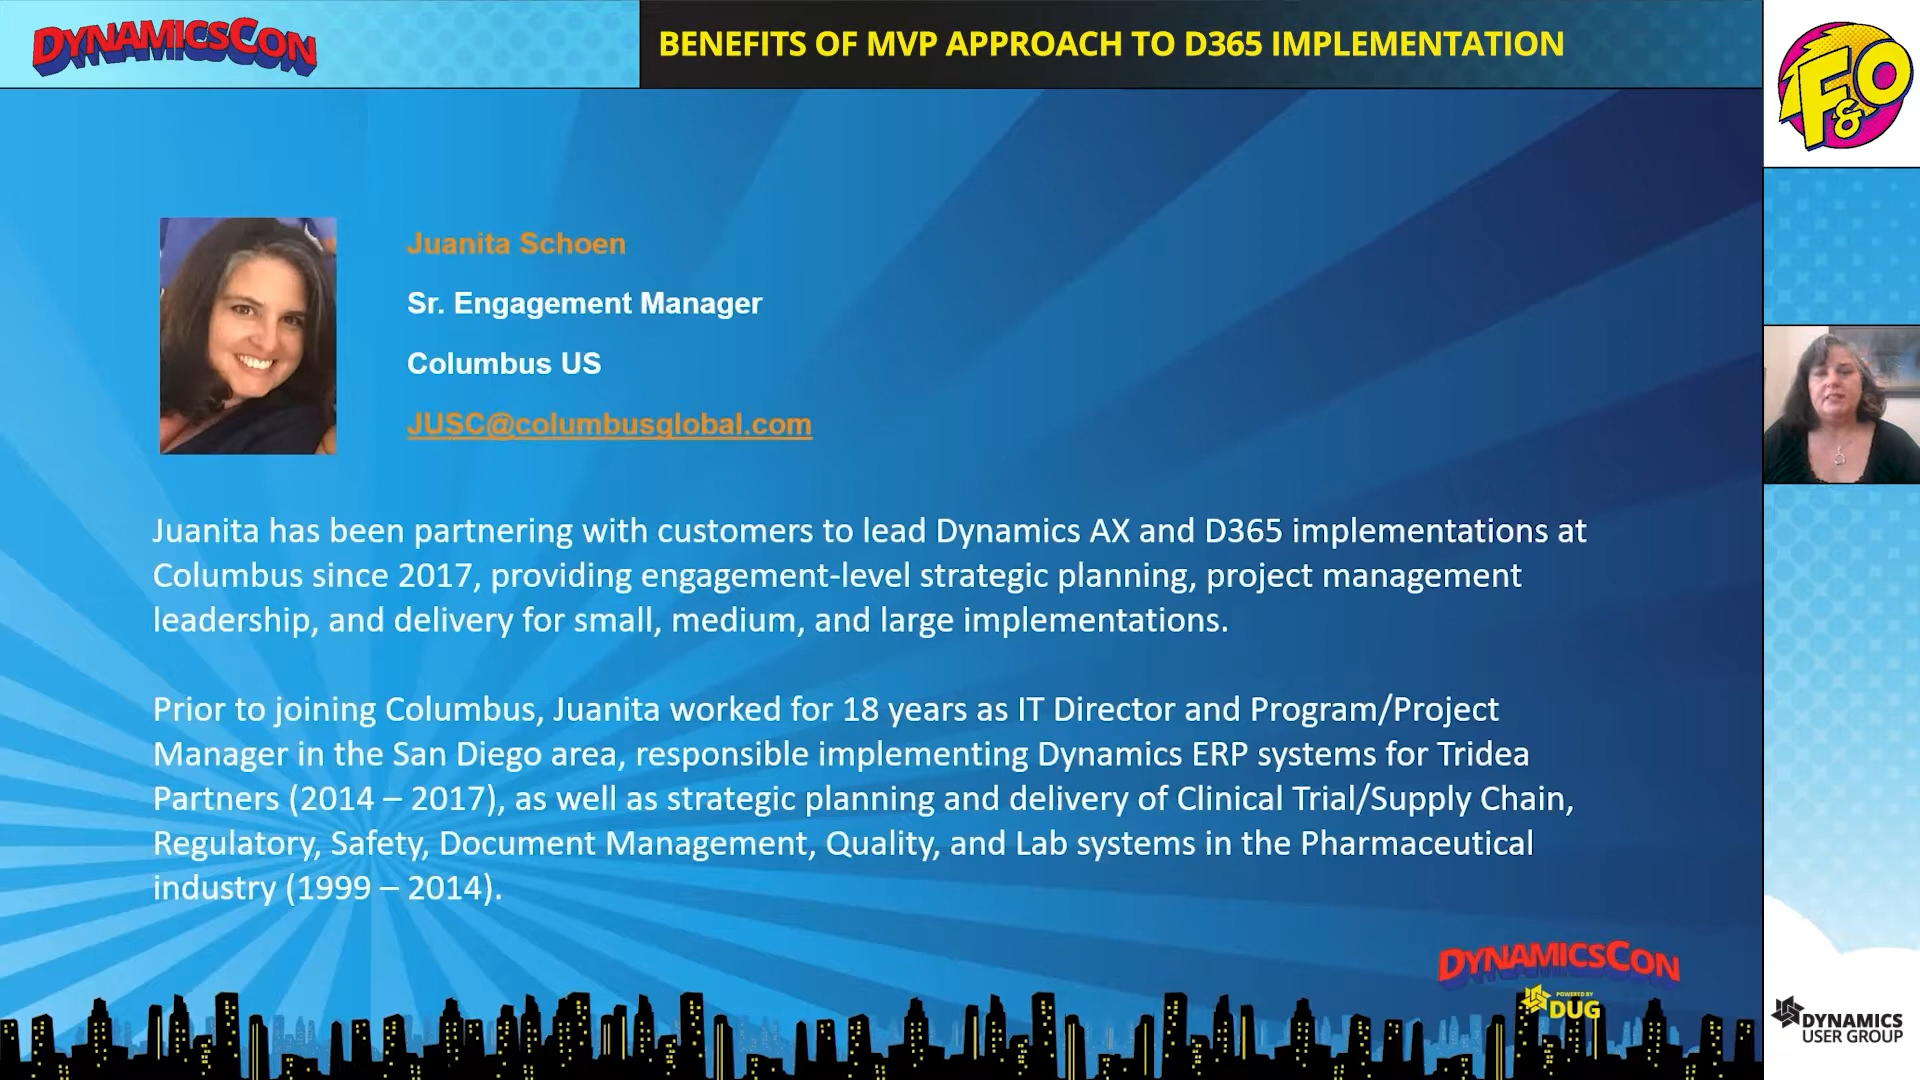 DYNAMICSCON
BENEFITS OF MVP APPROACH TO D365 IMPLEMENTATION
F&O
Juanita Schoen
Sr. Engagement Manager
Columbus US
JUSC@columbusglobal.com
Juanita has been partnering with customers to lead Dynamics AX and D365 implementations at
Columbus since 2017, providing engagement-level strategic planning, project management
leadership, and delivery for small, medium, and large implementations.
Prior to joining Columbus, Juanita worked for 18 years as IT Director and Program/Project
Manager in the San Diego area, responsible implementing Dynamics ERP systems for Tridea
Partners (2014 – 2017), as well as strategic planning and delivery of Clinical Trial/Supply Chain,
Regulatory, Safety, Document Management, Quality, and Lab systems in the Pharmaceutical
industry (1999 – 2014).
DYNAMICSCON
POWERED BY
DUG
DYNAMICS
USER GROUP